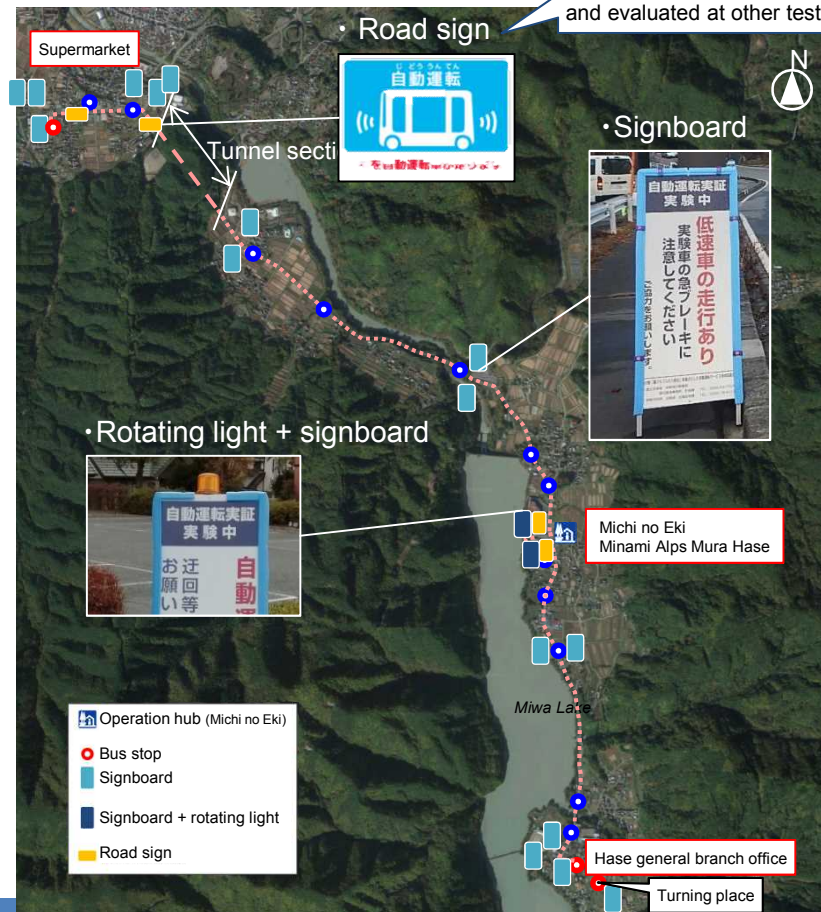 and evaluated at other test
・Road sign
Supermarket
じ どう うん てん
自動運転
Tunnel secti
N
・Signboard
自動運転実証
実験中
低速車の走行あり
実験車の急ブレーキに
注意してください
ご協力をお願いします。
・Rotating light + signboard
自動運転実証
実験中
自動運
迂回等
お願い
Michi no Eki
Minami Alps Mura Hase
Miwa Lake
Operation hub (Michi no Eki)
Bus stop
Signboard
Signboard + rotating light
Road sign
Hase general branch office
Turning place